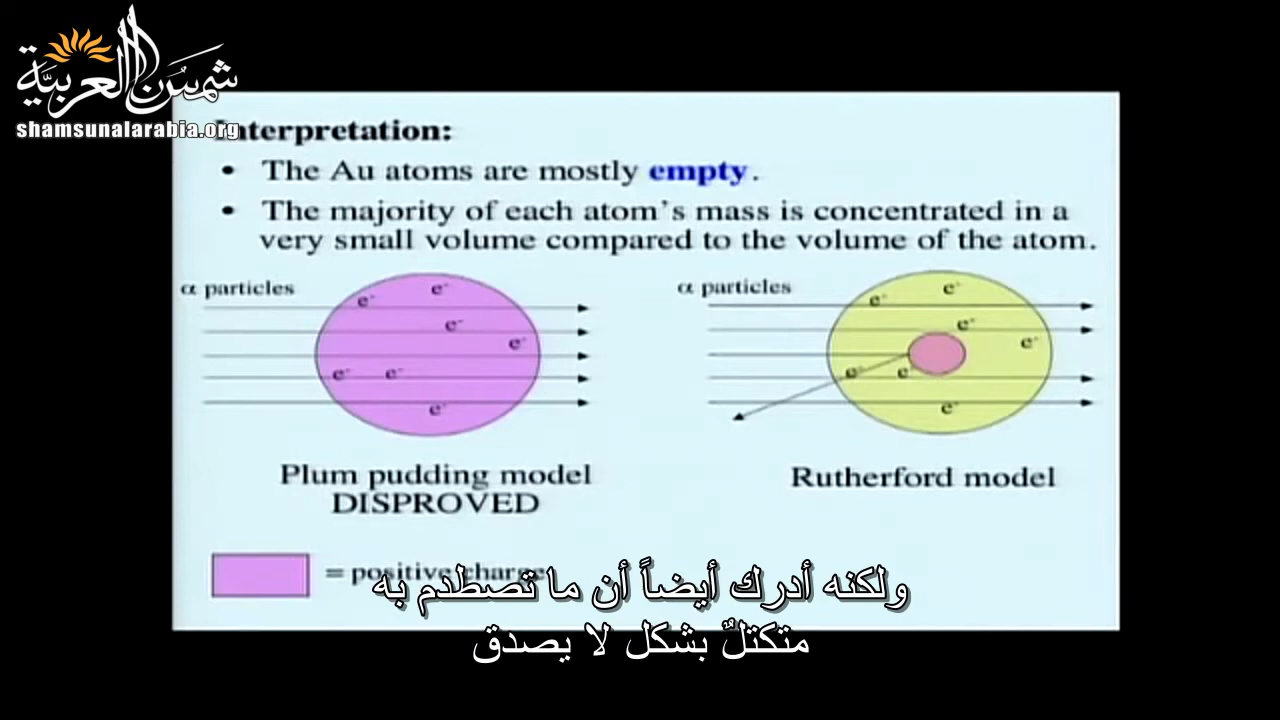 شمسُ العربيَّة
shamsunalarabia.org
Interpretation:
• The Au atoms are mostly empty.
• The majority of each atom's mass is concentrated in a
very small volume compared to the volume of the atom.
α particles
e⁻
e⁻
e⁻
e⁻
e⁻
e⁻
e⁻
Plum pudding model
DISPROVED
α particles
e⁻
e⁻
e⁻
e⁻
e⁻
e⁻
e⁻
Rutherford model
= positive charge
ولكنه أدرك أيضاً أن ما تصطدم به
متكتلٌ بشكل لا يصدق